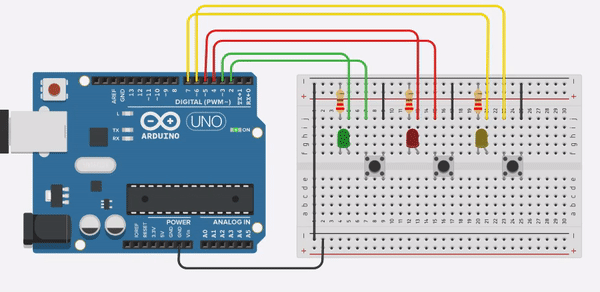 7 ~6 ~5 4 ~3 2 TX→1 RX←0
AREF GND 13 12 ~11 ~10 ~9 8
DIGITAL (PWM~)
L
TX
RX
UNO
ON
ARDUINO
POWER
ANALOG IN
IOREF RESET 3.3V 5V GND GND Vin
A0 A1 A2 A3 A4 A5